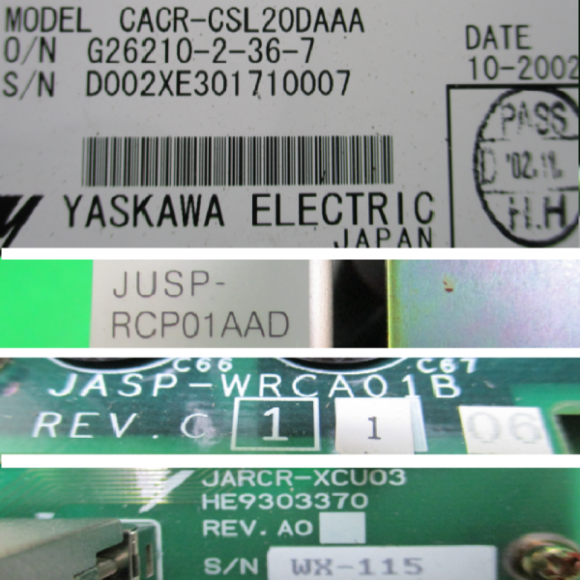 MODEL CACR-CSL20DAAA
O/N G26210-2-36-7
S/N D002XE301710007
DATE
10-2002
PASS
D '02.11.
H.H
YASKAWA ELECTRIC
JAPAN
JUSP-
RCP01AAD
C66 C67
JASP-WRCA01B
REV. C 1 1 06
JARCR-XCU03
HE9303370
REV. A0
S/N WX-115